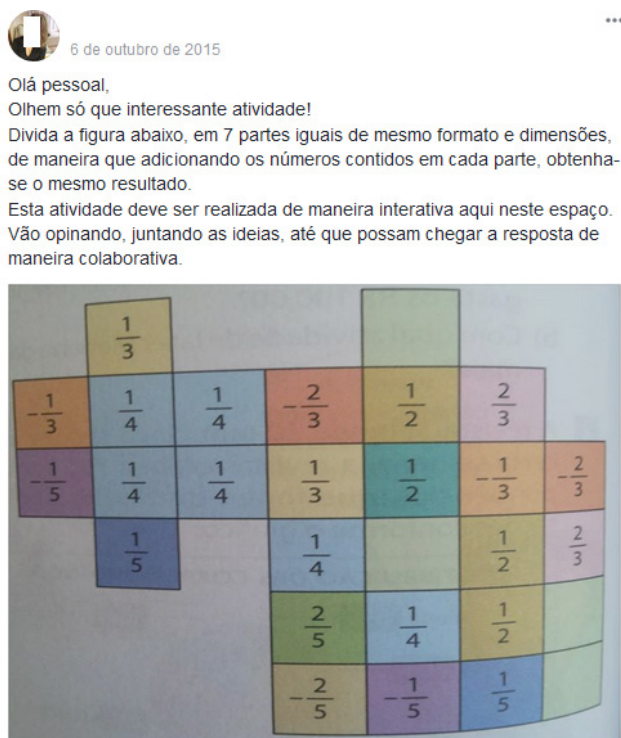 6 de outubro de 2015
Olá pessoal,
Olhem só que interessante atividade!
Divida a figura abaixo, em 7 partes iguais de mesmo formato e dimensões,
de maneira que adicionando os números contidos em cada parte, obtenha-
se o mesmo resultado.
Esta atividade deve ser realizada de maneira interativa aqui neste espaço.
Vão opinando, juntando as ideias, até que possam chegar a resposta de
maneira colaborativa.
1/3
-1/3 1/4 1/4 -2/3 1/2 2/3
-1/5 1/4 1/4 1/3 1/2 -1/3 -2/3
1/5 1/4 1/2 2/3
2/5 1/4 1/2
-2/5 -1/5 1/5